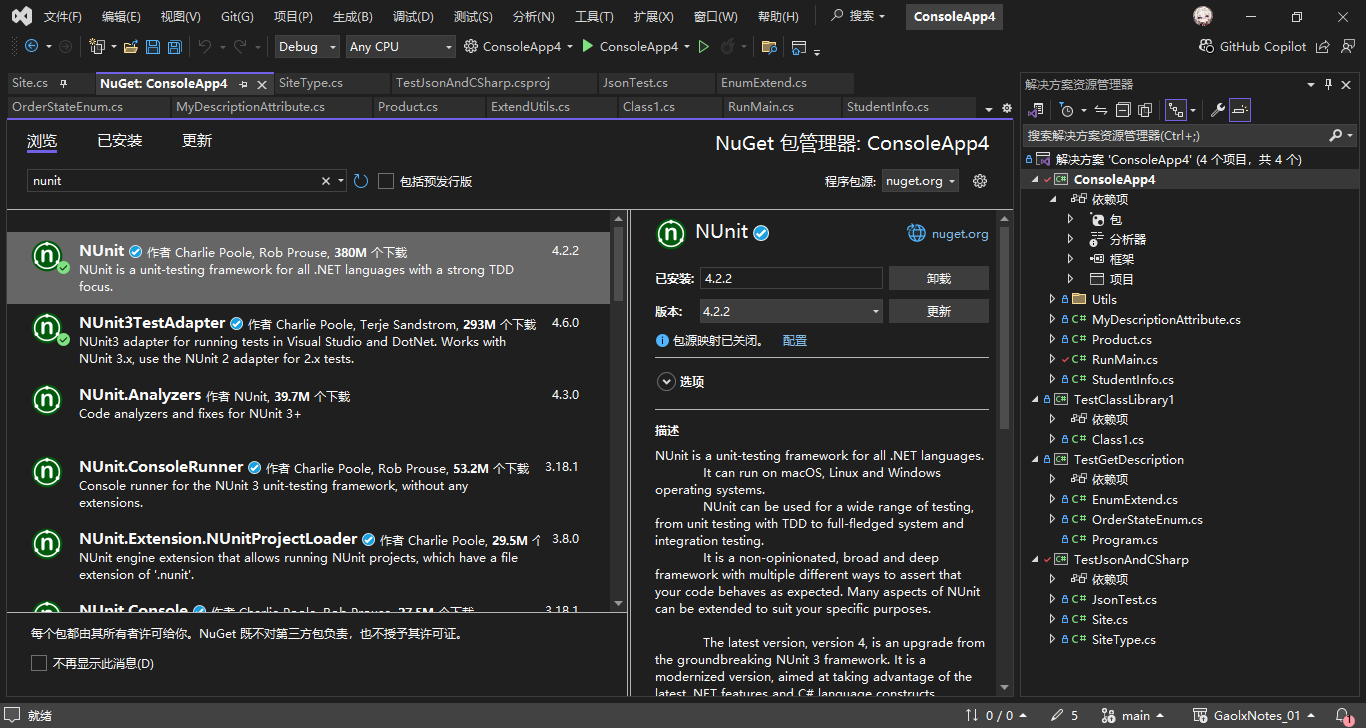 文件(F) 编辑(E) 视图(V) Git(G) 项目(P) 生成(B) 调试(D) 测试(S) 分析(N) 工具(T) 扩展(X) 窗口(W) 帮助(H) 搜索 ConsoleApp4
Debug Any CPU ConsoleApp4 ConsoleApp4 GitHub Copilot
Site.cs NuGet: ConsoleApp4 SiteType.cs TestJsonAndCSharp.csproj JsonTest.cs EnumExtend.cs
OrderStateEnum.cs MyDescriptionAttribute.cs Product.cs ExtendUtils.cs Class1.cs RunMain.cs StudentInfo.cs
浏览 已安装 更新
NuGet 包管理器: ConsoleApp4
nunit 包括预发行版 程序包源: nuget.org
NUnit 作者 Charlie Poole, Rob Prouse, 380M 个下载 4.2.2
NUnit is a unit-testing framework for all .NET languages with a strong TDD
focus.
NUnit3TestAdapter 作者 Charlie Poole, Terje Sandstrom, 293M 个下载 4.6.0
NUnit3 adapter for running tests in Visual Studio and DotNet. Works with
NUnit 3.x, use the NUnit 2 adapter for 2.x tests.
NUnit.Analyzers 作者 NUnit, 39.7M 个下载 4.3.0
Code analyzers and fixes for NUnit 3+
NUnit.ConsoleRunner 作者 Charlie Poole, Rob Prouse, 53.2M 个下载 3.18.1
Console runner for the NUnit 3 unit-testing framework, without any
extensions.
NUnit.Extension.NUnitProjectLoader 作者 Charlie Poole, 29.5M 个 3.8.0
NUnit engine extension that allows running NUnit projects, which have a file
extension of '.nunit'.
NUnit.Console 作者 Charlie Poole, Rob Prouse, 27.5M 个下载 3.18.1
每个包都由其所有者许可给你。NuGet 既不对第三方包负责，也不授予其许可证。
不再显示此消息(D)
NUnit nuget.org
已安装: 4.2.2 卸载
版本: 4.2.2 更新
包源映射已关闭。 配置
选项
描述
NUnit is a unit-testing framework for all .NET languages.
It can run on macOS, Linux and Windows
operating systems.
NUnit can be used for a wide range of testing,
from unit testing with TDD to full-fledged system and
integration testing.
It is a non-opinionated, broad and deep
framework with multiple different ways to assert that
your code behaves as expected. Many aspects of NUnit
can be extended to suit your specific purposes.
The latest version, version 4, is an upgrade from
the groundbreaking NUnit 3 framework. It is a
modernized version, aimed at taking advantage of the
latest .NET features and C# language constructs.
解决方案资源管理器
搜索解决方案资源管理器(Ctrl+;)
解决方案 'ConsoleApp4' (4 个项目，共 4 个)
C# ConsoleApp4
依赖项
包
分析器
框架
项目
Utils
C# MyDescriptionAttribute.cs
C# Product.cs
C# RunMain.cs
C# StudentInfo.cs
C# TestClassLibrary1
依赖项
C# Class1.cs
C# TestGetDescription
依赖项
C# EnumExtend.cs
C# OrderStateEnum.cs
C# Program.cs
C# TestJsonAndCSharp
依赖项
C# JsonTest.cs
C# Site.cs
C# SiteType.cs
就绪 0 / 0 5 main GaolxNotes_01 1